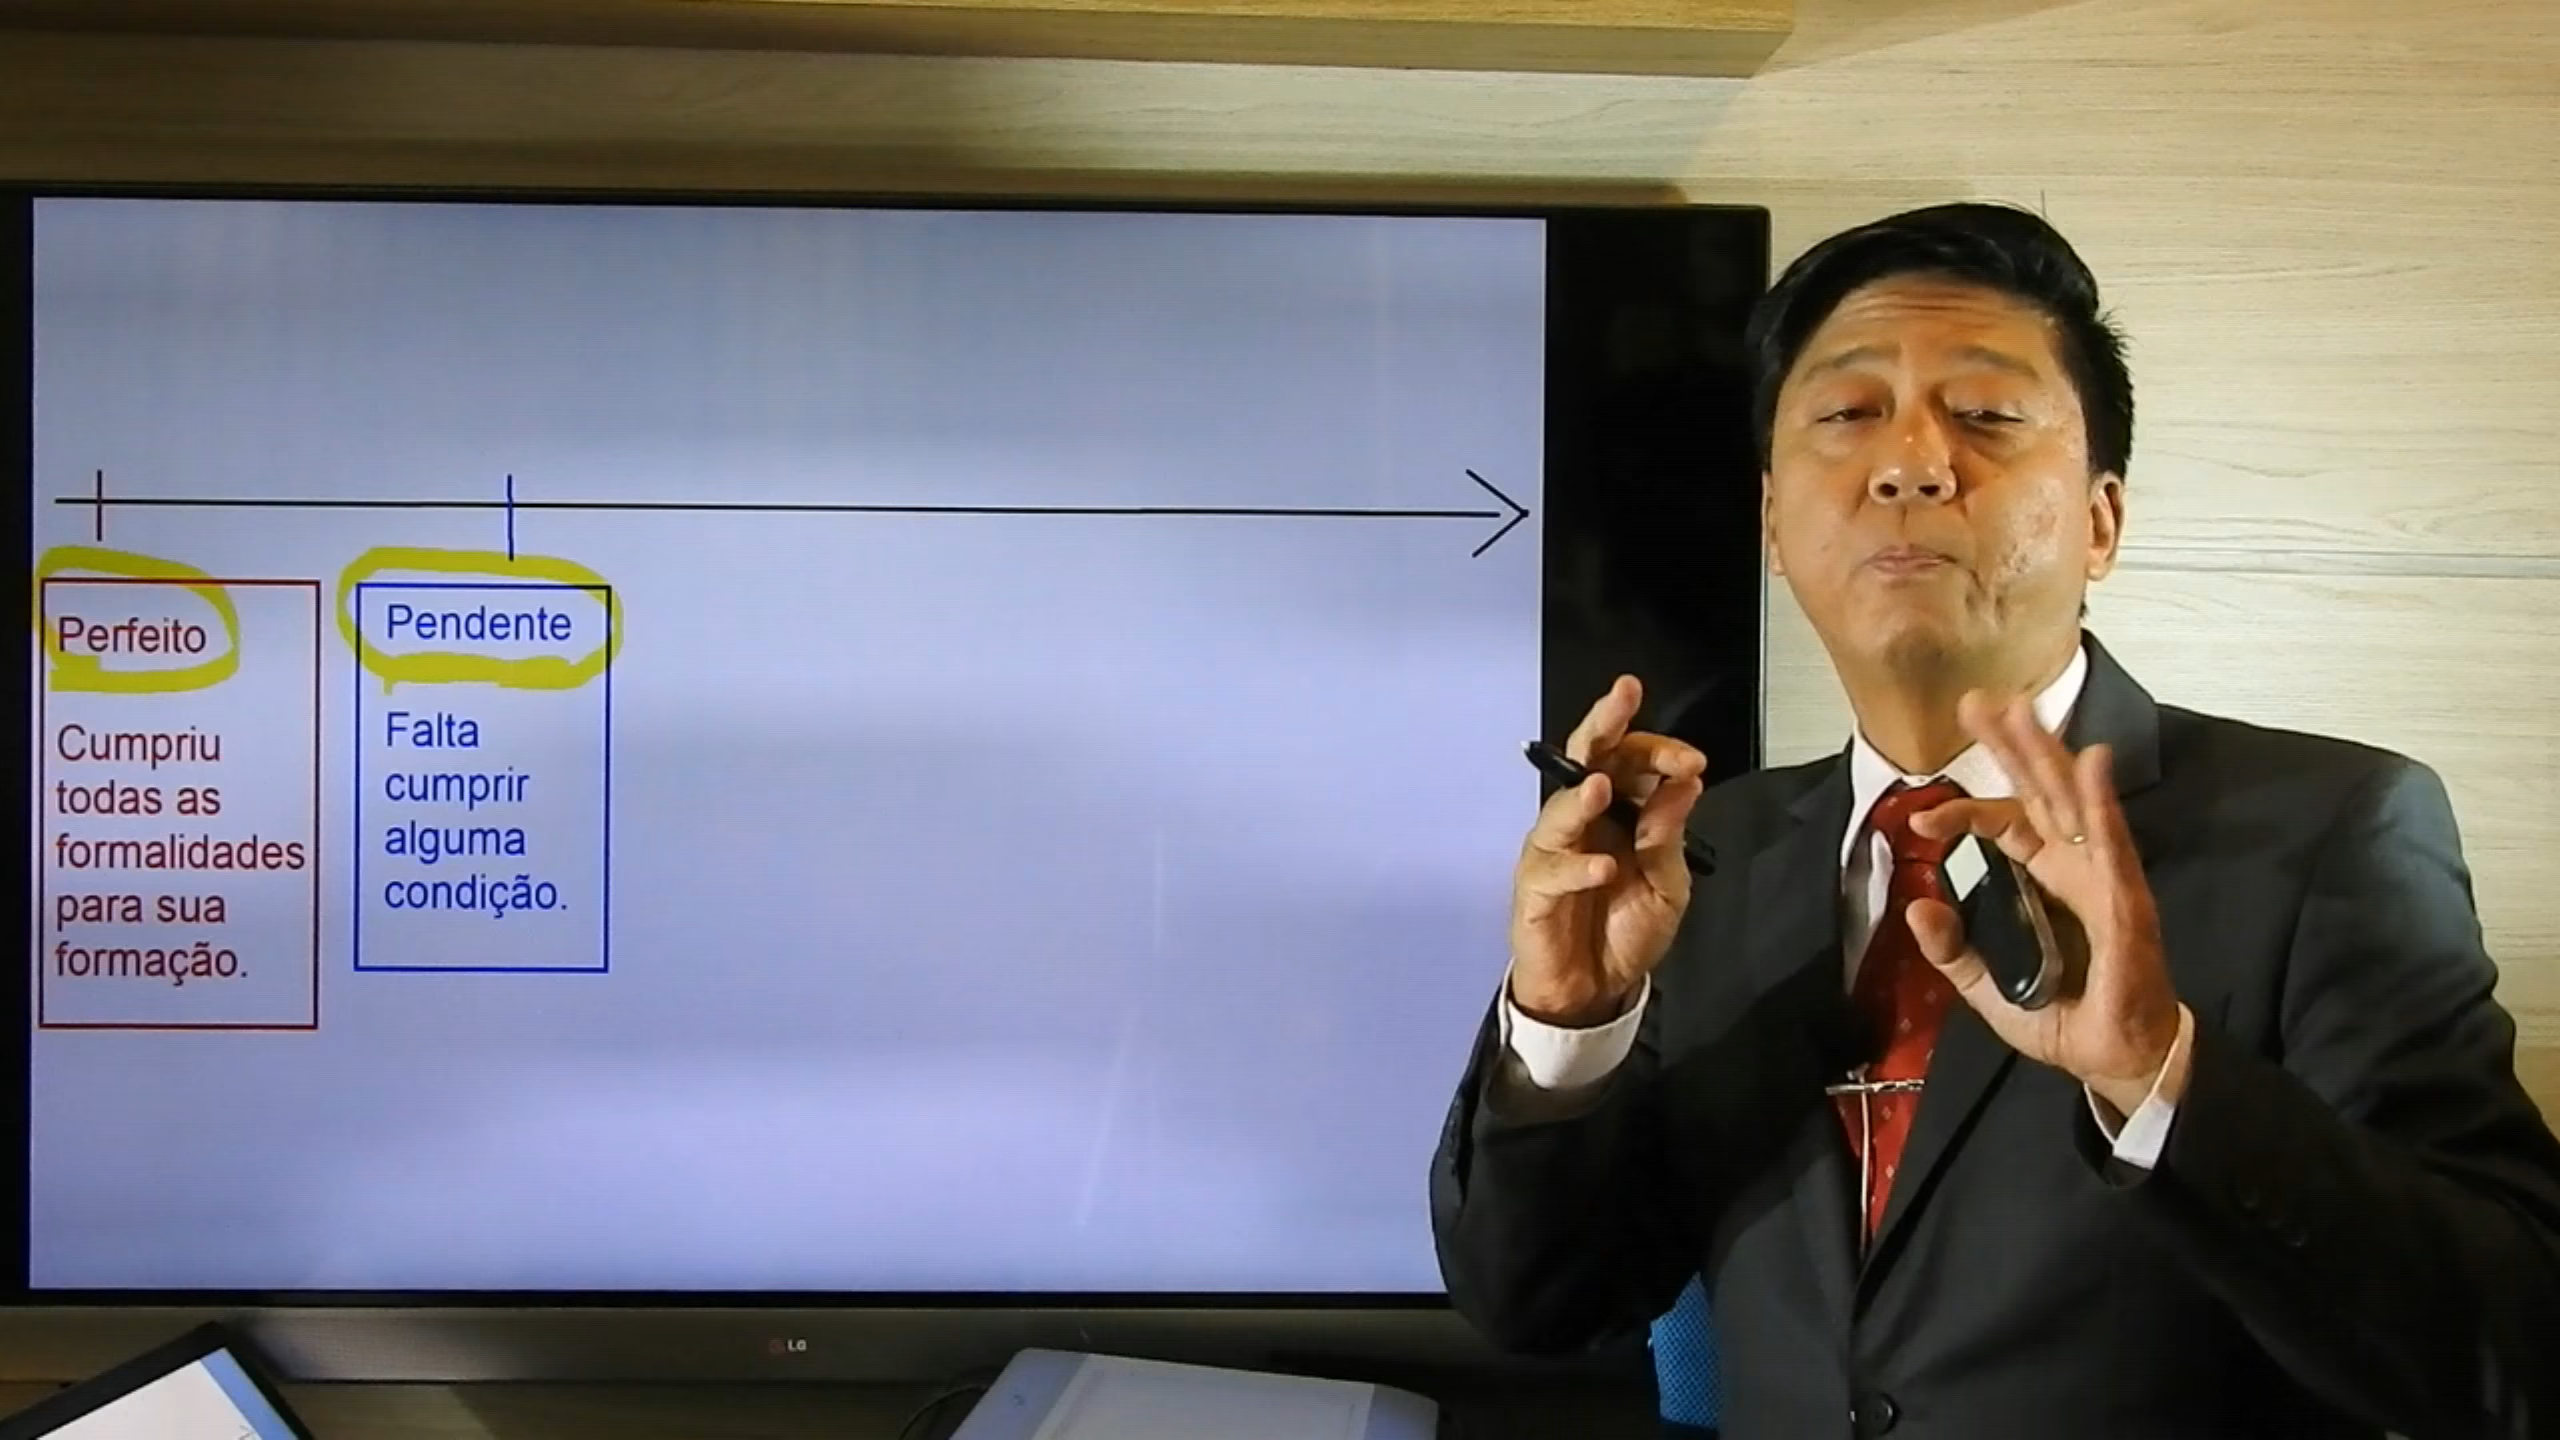 Perfeito
Cumpriu
todas as
formalidades
para sua
formação.
Pendente
Falta
cumprir
alguma
condição.
LG